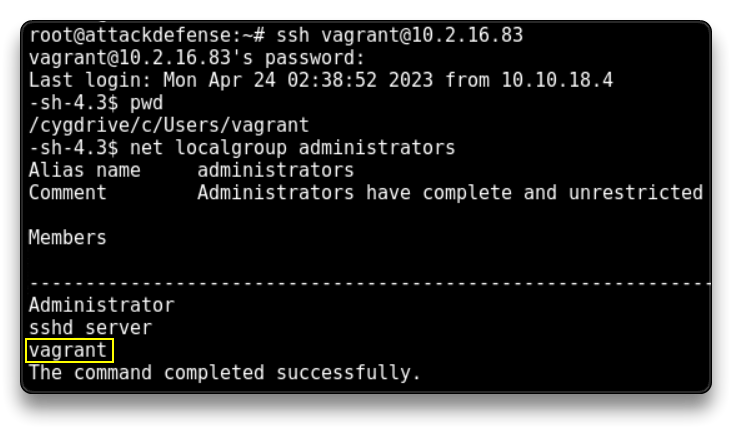 root@attackdefense:~# ssh vagrant@10.2.16.83
vagrant@10.2.16.83's password:
Last login: Mon Apr 24 02:38:52 2023 from 10.10.18.4
-sh-4.3$ pwd
/cygdrive/c/Users/vagrant
-sh-4.3$ net localgroup administrators
Alias name     administrators
Comment        Administrators have complete and unrestricted
Members
-------------------------------------------------------------
Administrator
sshd server
vagrant
The command completed successfully.